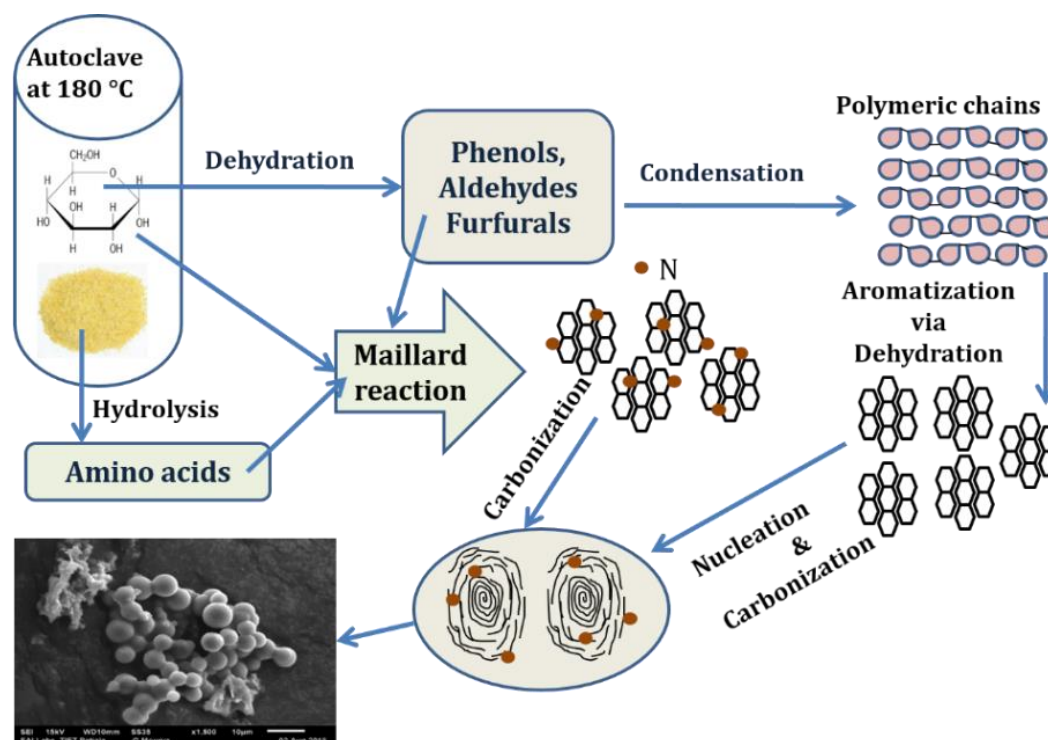 Autoclave
at 180 °C
CH₂OH
H
O
H
H
OH
H
HO
OH
H
OH
Dehydration
Phenols,
Aldehydes
Furfurals
Condensation
Polymeric chains
N
Aromatization
via
Dehydration
Maillard
reaction
Hydrolysis
Amino acids
Carbonization
Nucleation
&
Carbonization
SEI 15kV WD10mm SS35 x1,800 10µm